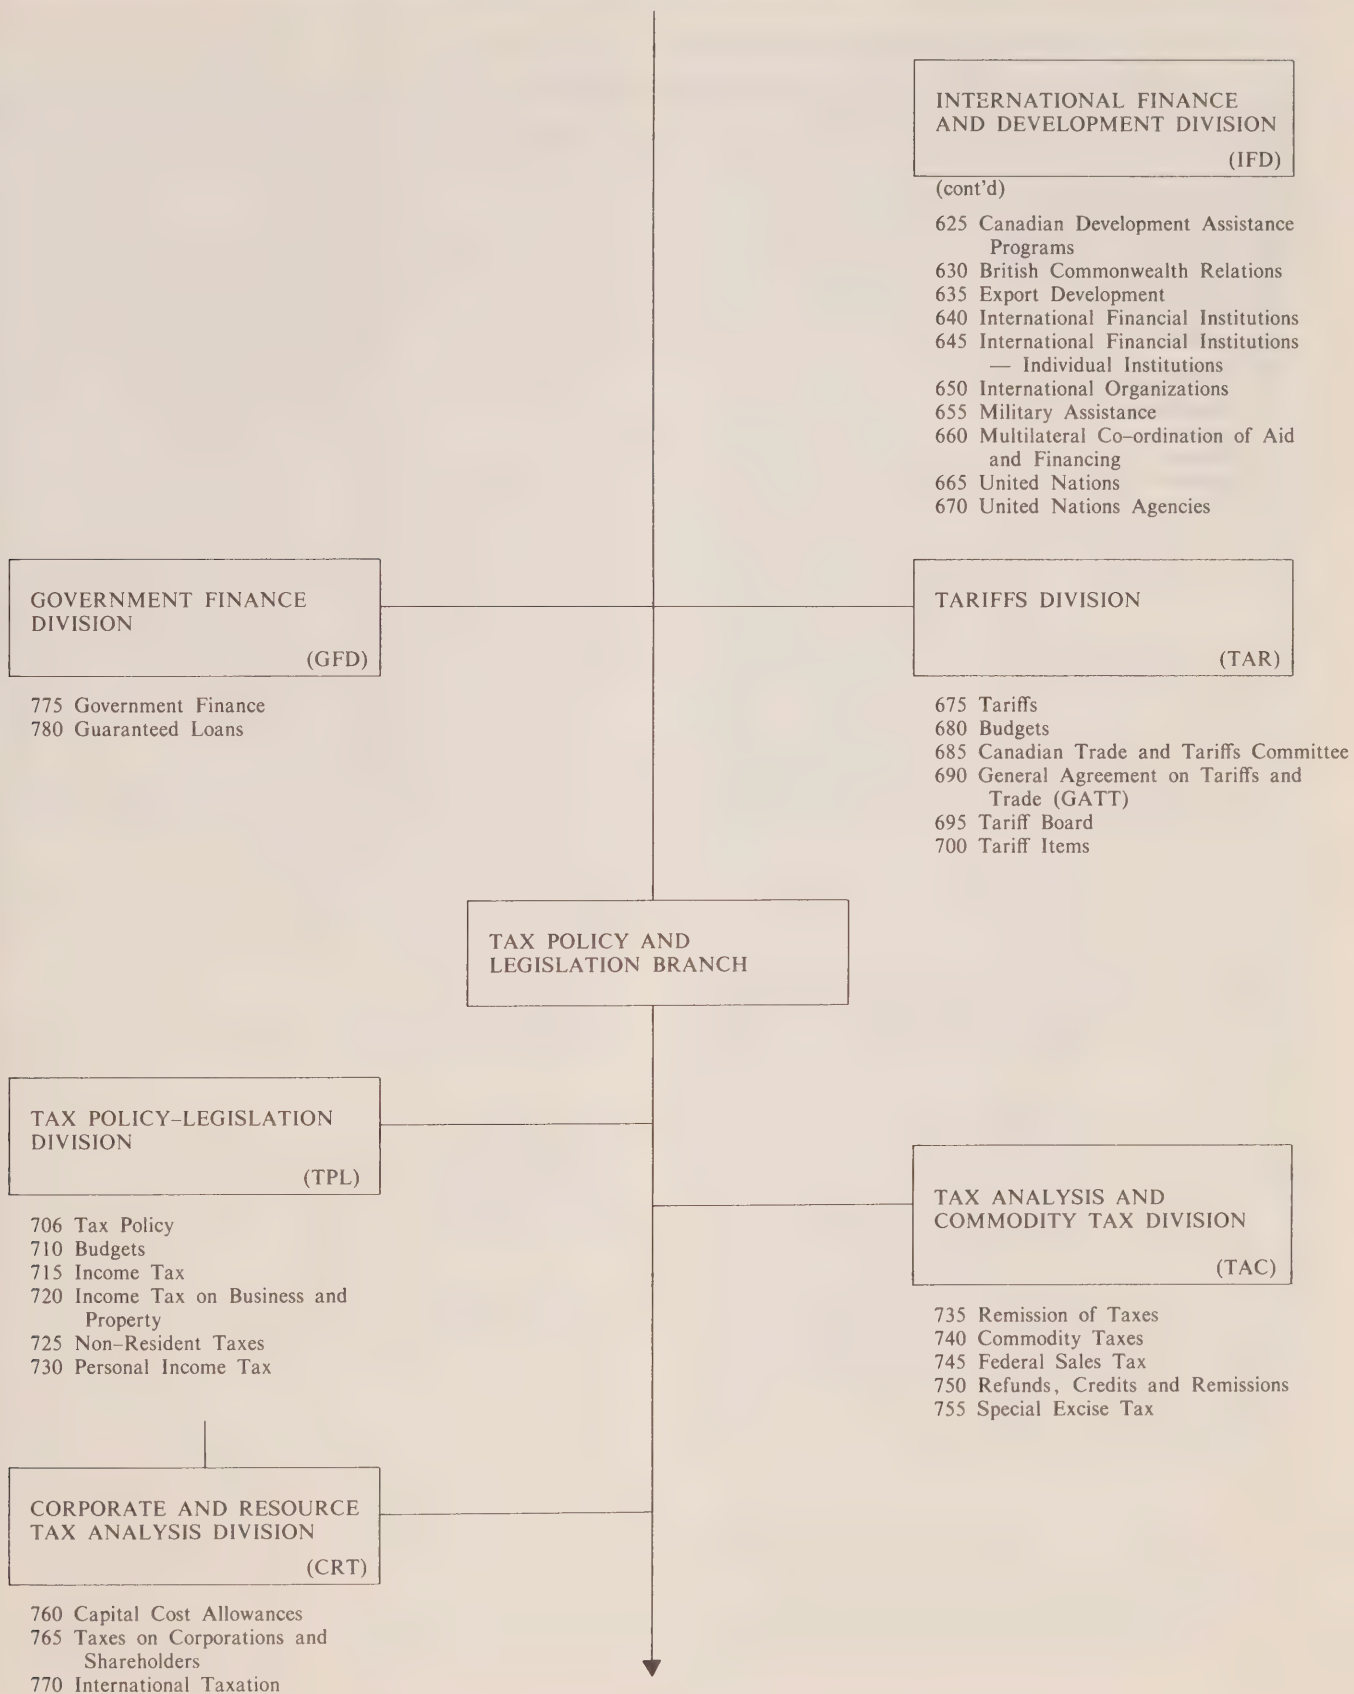 INTERNATIONAL FINANCE
AND DEVELOPMENT DIVISION
(IFD)
(cont'd)
625 Canadian Development Assistance
Programs
630 British Commonwealth Relations
635 Export Development
640 International Financial Institutions
645 International Financial Institutions
— Individual Institutions
650 International Organizations
655 Military Assistance
660 Multilateral Co-ordination of Aid
and Financing
665 United Nations
670 United Nations Agencies
GOVERNMENT FINANCE
DIVISION
(GFD)
775 Government Finance
780 Guaranteed Loans
TARIFFS DIVISION
(TAR)
675 Tariffs
680 Budgets
685 Canadian Trade and Tariffs Committee
690 General Agreement on Tariffs and
Trade (GATT)
695 Tariff Board
700 Tariff Items
TAX POLICY AND
LEGISLATION BRANCH
TAX POLICY-LEGISLATION
DIVISION
(TPL)
706 Tax Policy
710 Budgets
715 Income Tax
720 Income Tax on Business and
Property
725 Non-Resident Taxes
730 Personal Income Tax
TAX ANALYSIS AND
COMMODITY TAX DIVISION
(TAC)
735 Remission of Taxes
740 Commodity Taxes
745 Federal Sales Tax
750 Refunds, Credits and Remissions
755 Special Excise Tax
CORPORATE AND RESOURCE
TAX ANALYSIS DIVISION
(CRT)
760 Capital Cost Allowances
765 Taxes on Corporations and
Shareholders
770 International Taxation